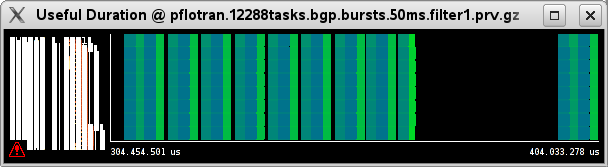 Useful Duration @ pflotran.12288tasks.bgp.bursts.50ms.filter1.prv.gz
304.454.501 us 404.033.278 us